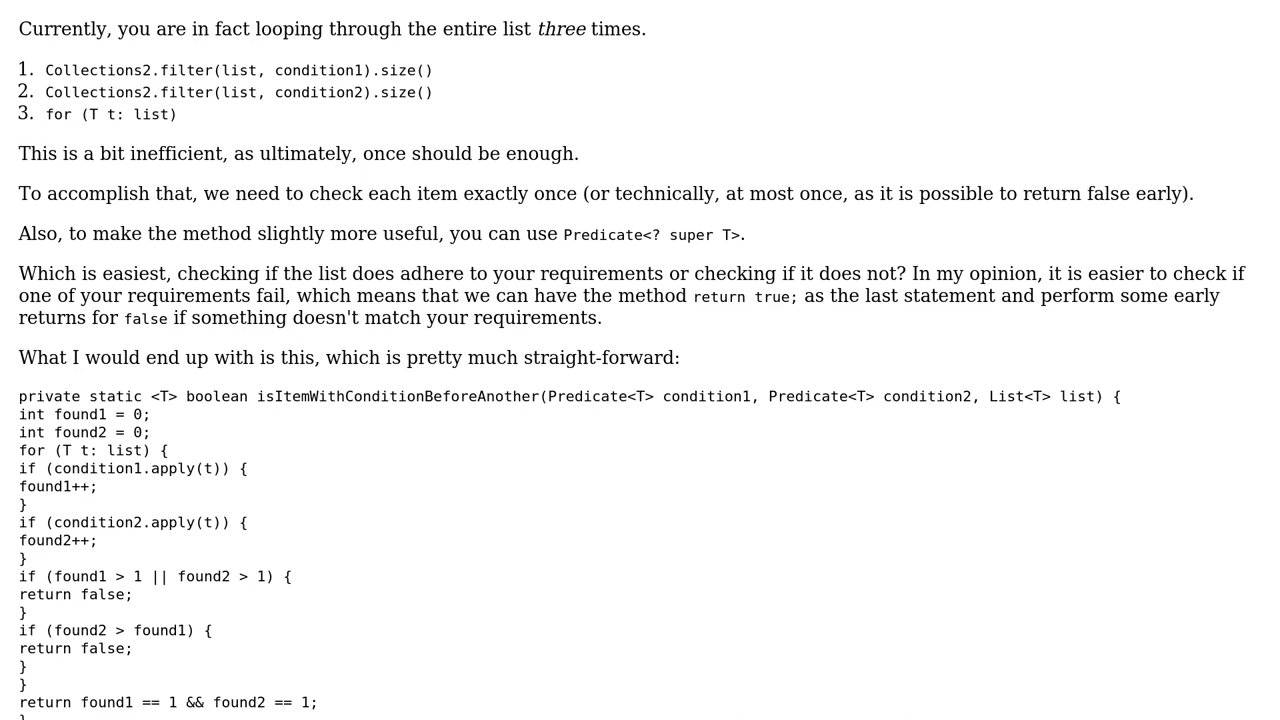 Currently, you are in fact looping through the entire list three times.
1. Collections2.filter(list, condition1).size()
2. Collections2.filter(list, condition2).size()
3. for (T t: list)
This is a bit inefficient, as ultimately, once should be enough.
To accomplish that, we need to check each item exactly once (or technically, at most once, as it is possible to return false early).
Also, to make the method slightly more useful, you can use Predicate<? super T>.
Which is easiest, checking if the list does adhere to your requirements or checking if it does not? In my opinion, it is easier to check if
one of your requirements fail, which means that we can have the method return true; as the last statement and perform some early
returns for false if something doesn't match your requirements.
What I would end up with is this, which is pretty much straight-forward:
private static <T> boolean isItemWithConditionBeforeAnother(Predicate<T> condition1, Predicate<T> condition2, List<T> list) {
int found1 = 0;
int found2 = 0;
for (T t: list) {
if (condition1.apply(t)) {
found1++;
}
if (condition2.apply(t)) {
found2++;
}
if (found1 > 1 || found2 > 1) {
return false;
}
if (found2 > found1) {
return false;
}
}
return found1 == 1 && found2 == 1;
}